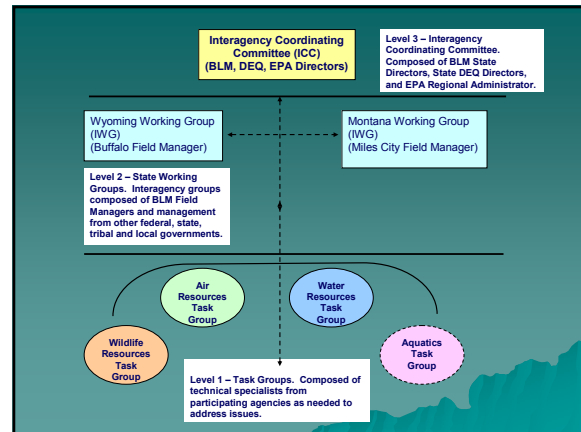 Interagency Coordinating
Committee (ICC)
(BLM, DEQ, EPA Directors)
Level 3 – Interagency
Coordinating Committee.
Composed of BLM State
Directors, State DEQ Directors,
and EPA Regional Administrator.
Wyoming Working Group
(IWG)
(Buffalo Field Manager)
Montana Working Group
(IWG)
(Miles City Field Manager)
Level 2 – State Working
Groups.  Interagency groups
composed of BLM Field
Managers and management
from other federal, state,
tribal and local governments.
Air
Resources
Task
Group
Water
Resources
Task
Group
Wildlife
Resources
Task
Group
Aquatics
Task
Group
Level 1 – Task Groups.  Composed of
technical specialists from
participating agencies as needed to
address issues.